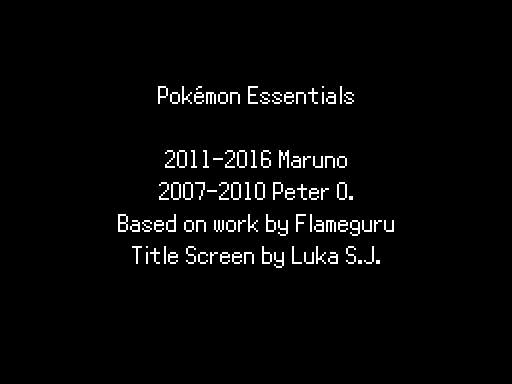 Pokémon Essentials
2011-2016 Maruno
2007-2010 Peter O.
Based on work by Flameguru
Title Screen by Luka S.J.